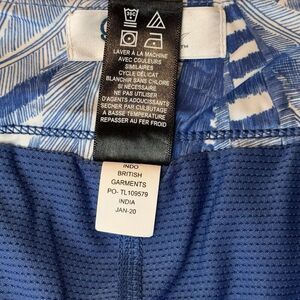 LAVER À LA MACHINE
AVEC COULEURS
SIMILAIRES
CYCLE DÉLICAT
BLANCHIR SANS CHLORE
SI NÉCESSAIRE
NE PAS UTILISER
D'AGENTS ADOUCISSANTS
SECHER PAR CULBUTAGE
A BASSE TEMPÉRATURE
REPASSER AU FER FROID
INDO
BRITISH
GARMENTS
PO- TL109579
INDIA
JAN-20